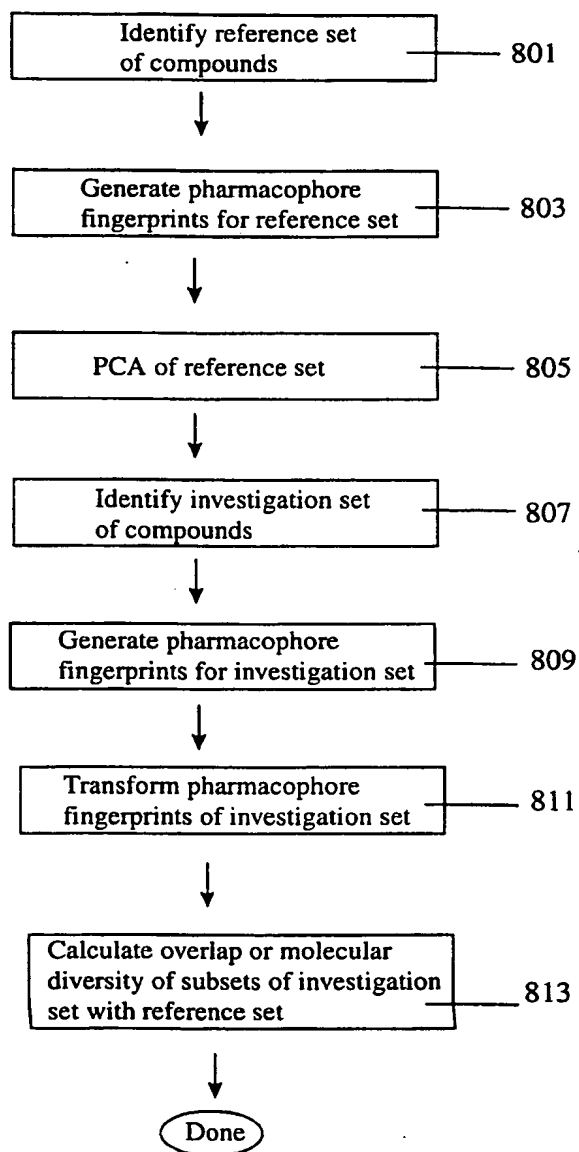 Identify reference set
of compounds
801
Generate pharmacophore
fingerprints for reference set
803
PCA of reference set
805
Identify investigation set
of compounds
807
Generate pharmacophore
fingerprints for investigation set
809
Transform pharmacophore
fingerprints of investigation set
811
Calculate overlap or molecular
diversity of subsets of investigation
set with reference set
813
Done